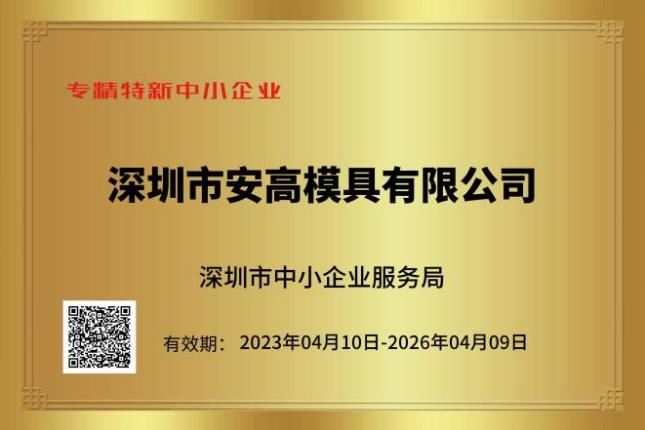 专精特新中小企业
深圳市安高模具有限公司
深圳市中小企业服务局
有效期： 2023年04月10日-2026年04月09日